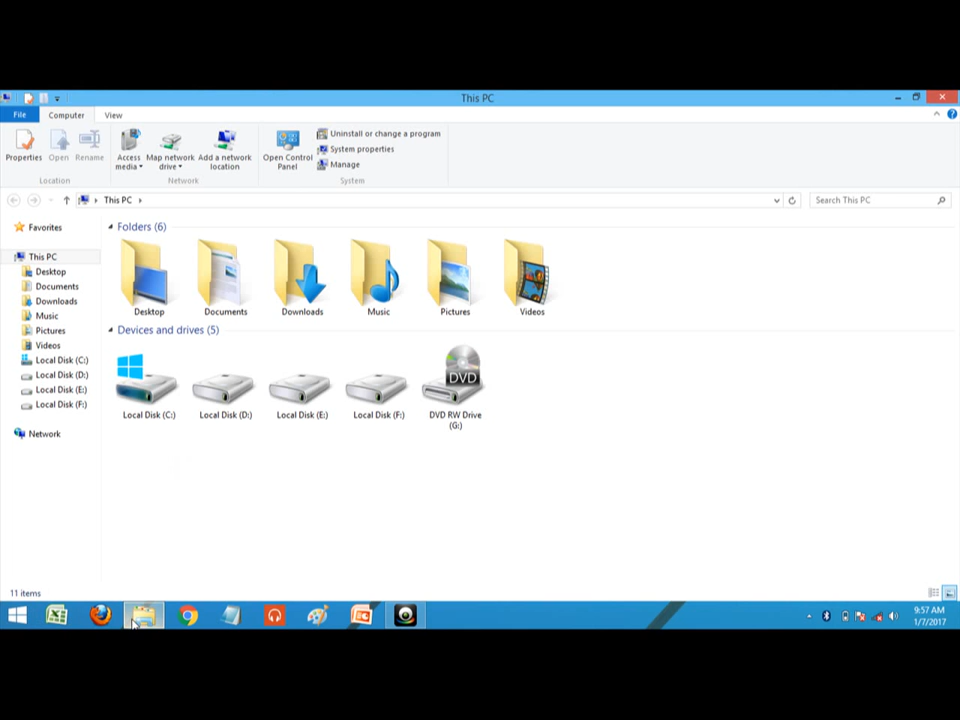 This PC
File
Computer
View
Properties
Open
Rename
Access media
Map network drive
Add a network location
Open Control Panel
Uninstall or change a program
System properties
Manage
Location
Network
System
This PC
Search This PC
Favorites
This PC
Desktop
Documents
Downloads
Music
Pictures
Videos
Local Disk (C:)
Local Disk (D:)
Local Disk (E:)
Local Disk (F:)
Network
Folders (6)
Desktop
Documents
Downloads
Music
Pictures
Videos
Devices and drives (5)
Local Disk (C:)
Local Disk (D:)
Local Disk (E:)
Local Disk (F:)
DVD RW Drive
(G:)
DVD
11 items
9:57 AM
1/7/2017